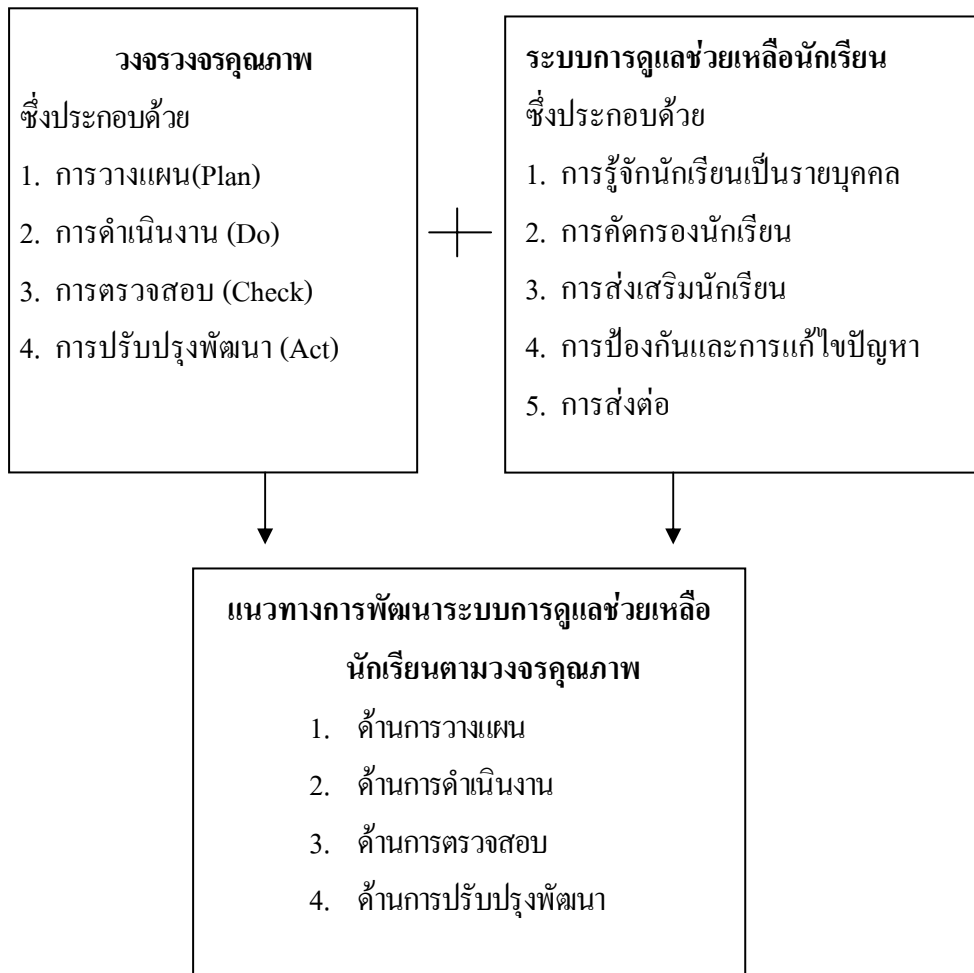 วงจรวงจรคุณภาพ
ซึ่งประกอบด้วย
1. การวางแผน(Plan)
2. การดำเนินงาน (Do)
3. การตรวจสอบ (Check)
4. การปรับปรุงพัฒนา (Act)
ระบบการดูแลช่วยเหลือนักเรียน
ซึ่งประกอบด้วย
1. การรู้จักนักเรียนเป็นรายบุคคล
2. การคัดกรองนักเรียน
3. การส่งเสริมนักเรียน
4. การป้องกันและการแก้ไขปัญหา
5. การส่งต่อ
แนวทางการพัฒนาระบบการดูแลช่วยเหลือ
นักเรียนตามวงจรคุณภาพ
1. ด้านการวางแผน
2. ด้านการดำเนินงาน
3. ด้านการตรวจสอบ
4. ด้านการปรับปรุงพัฒนา